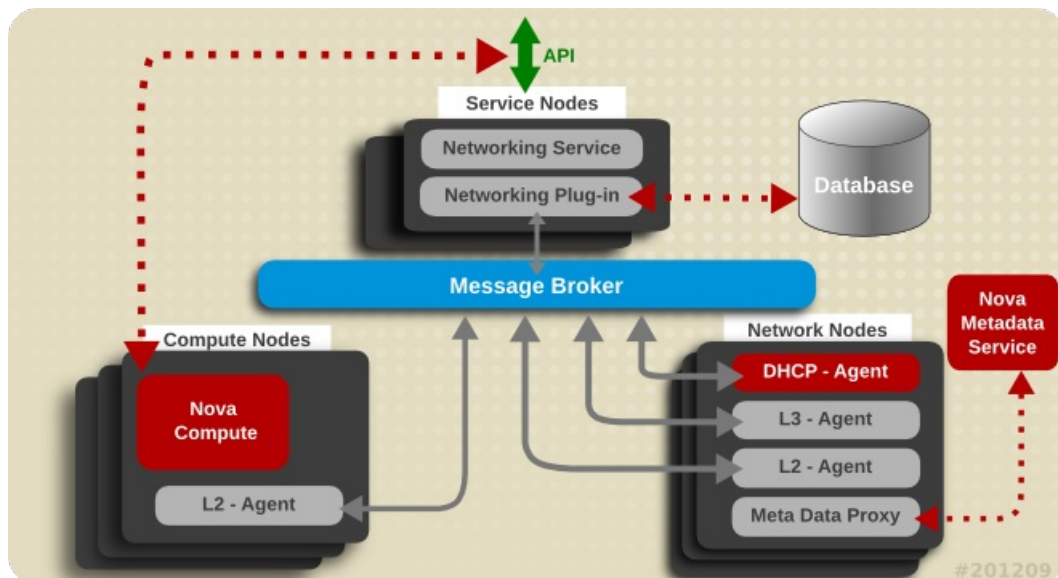 API
Service Nodes
Networking Service
Networking Plug-in
Database
Message Broker
Compute Nodes
Nova
Compute
L2 - Agent
Network Nodes
DHCP - Agent
L3 - Agent
L2 - Agent
Meta Data Proxy
Nova
Metadata
Service
#201209